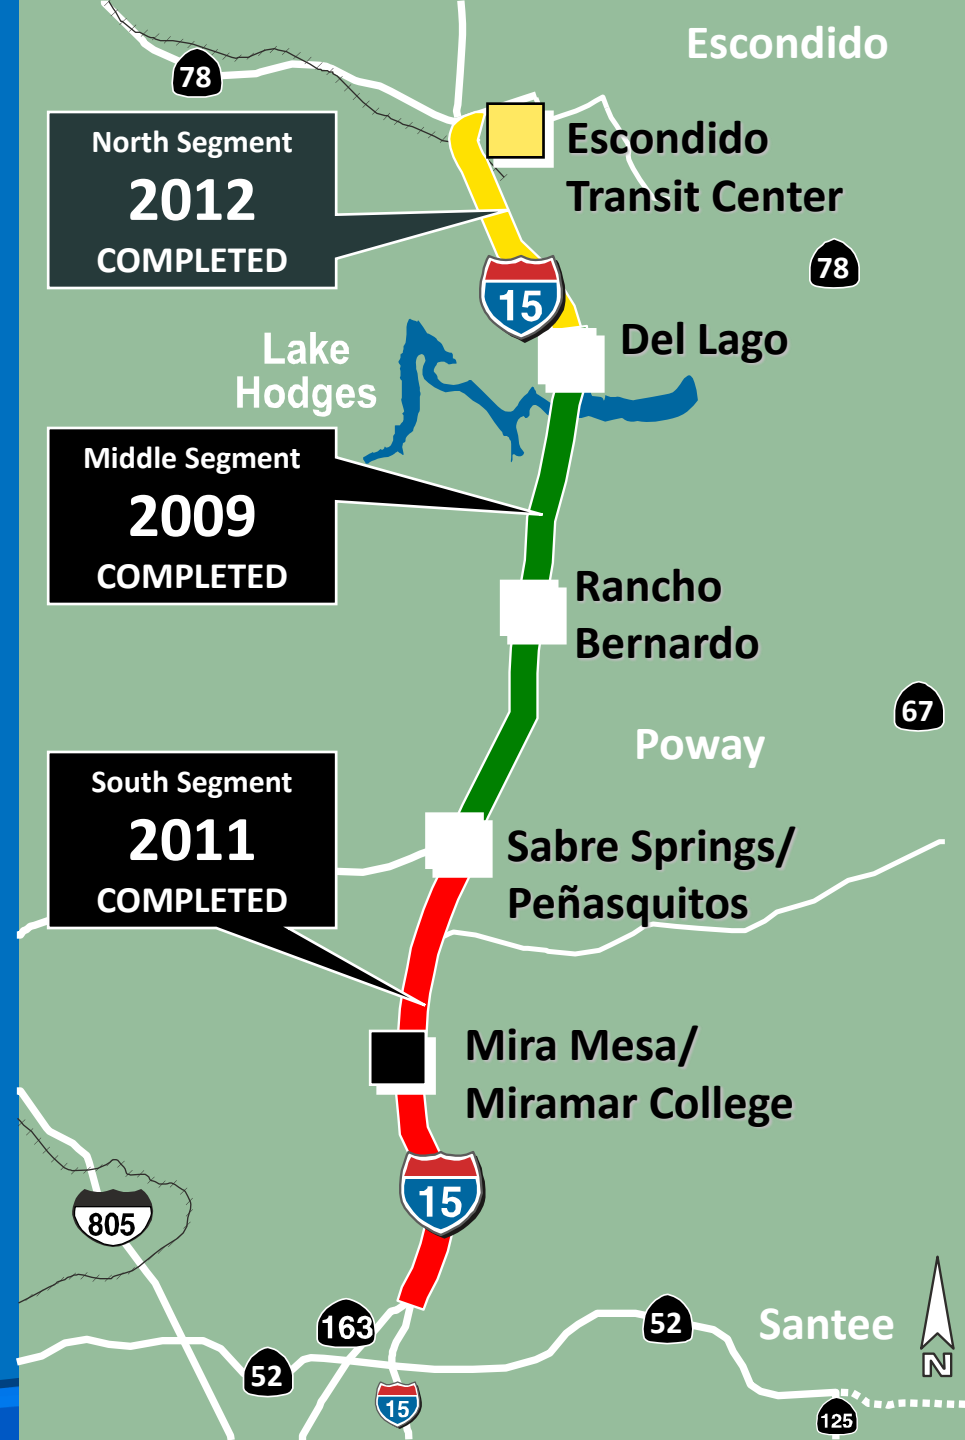 Escondido
78
North Segment
2012
COMPLETED
Escondido
Transit Center
78
15
Del Lago
Lake
Hodges
Middle Segment
2009
COMPLETED
Rancho
Bernardo
67
Poway
South Segment
2011
COMPLETED
Sabre Springs/
Peñasquitos
Mira Mesa/
Miramar College
15
805
163
52
Santee
N
52
15
125